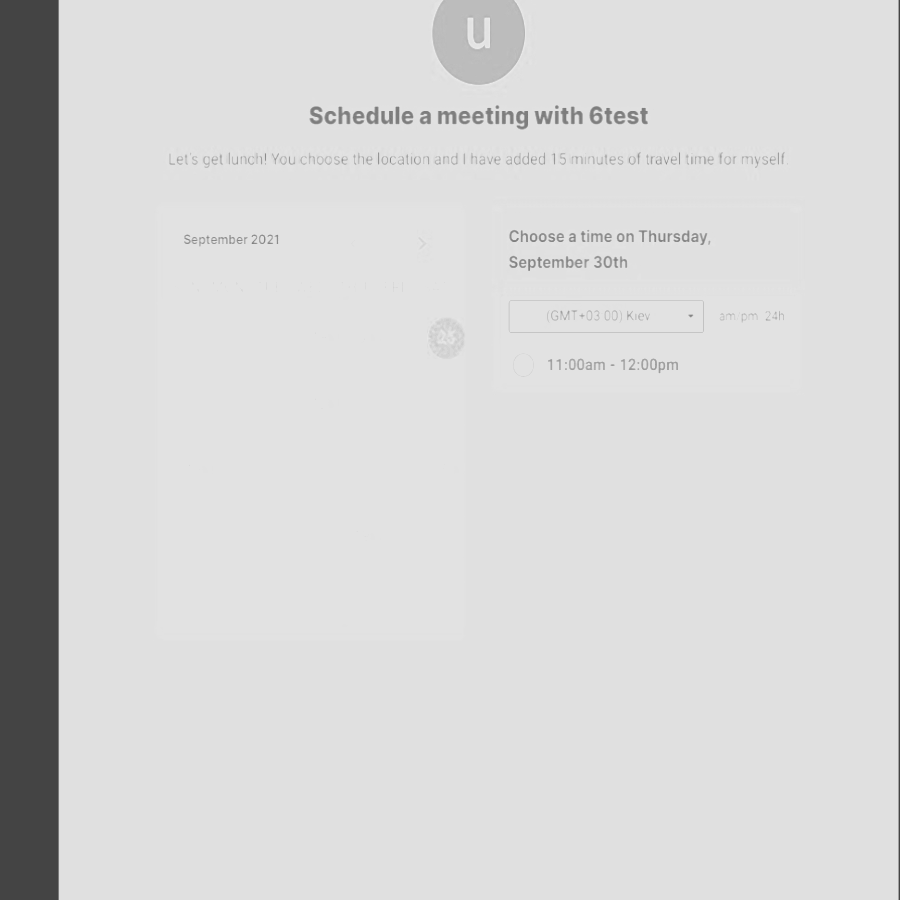 u
Schedule a meeting with 6test
Let's get lunch! You choose the location and I have added 15 minutes of travel time for myself.
September 2021
Choose a time on Thursday,
September 30th
(GMT+03:00) Kiev
am/pm 24h
11:00am - 12:00pm